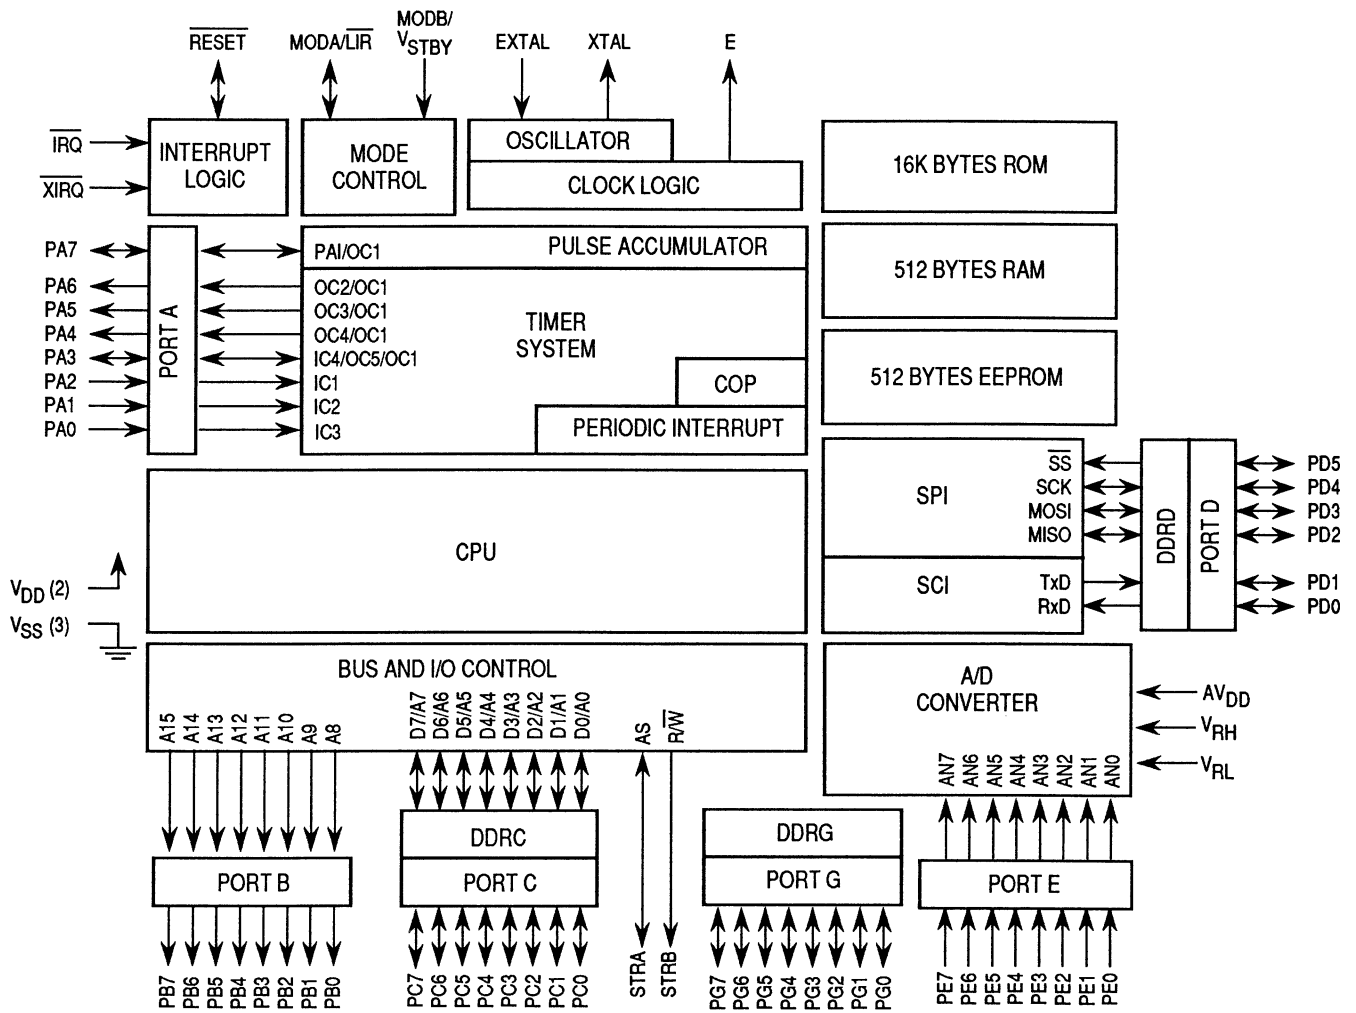 RESET
MODA/LIR
MODB/
VSTBY
EXTAL
XTAL
E
IRQ
XIRQ
INTERRUPT
LOGIC
MODE
CONTROL
OSCILLATOR
CLOCK LOGIC
16K BYTES ROM
PA7
PA6
PA5
PA4
PA3
PA2
PA1
PA0
PORT A
PAI/OC1
PULSE ACCUMULATOR
OC2/OC1
OC3/OC1
OC4/OC1
IC4/OC5/OC1
IC1
IC2
IC3
TIMER
SYSTEM
COP
PERIODIC INTERRUPT
512 BYTES RAM
512 BYTES EEPROM
CPU
VDD (2)
VSS (3)
SPI
SS
SCK
MOSI
MISO
SCI
TxD
RxD
DDRD
PORT D
PD5
PD4
PD3
PD2
PD1
PD0
BUS AND I/O CONTROL
A15
A14
A13
A12
A11
A10
A9
A8
D7/A7
D6/A6
D5/A5
D4/A4
D3/A3
D2/A2
D1/A1
D0/A0
AS
R/W
A/D
CONVERTER
AN7
AN6
AN5
AN4
AN3
AN2
AN1
AN0
AVDD
VRH
VRL
PORT B
DDRC
PORT C
DDRG
PORT G
PORT E
PB7
PB6
PB5
PB4
PB3
PB2
PB1
PB0
PC7
PC6
PC5
PC4
PC3
PC2
PC1
PC0
STRA
STRB
PG7
PG6
PG5
PG4
PG3
PG2
PG1
PG0
PE7
PE6
PE5
PE4
PE3
PE2
PE1
PE0